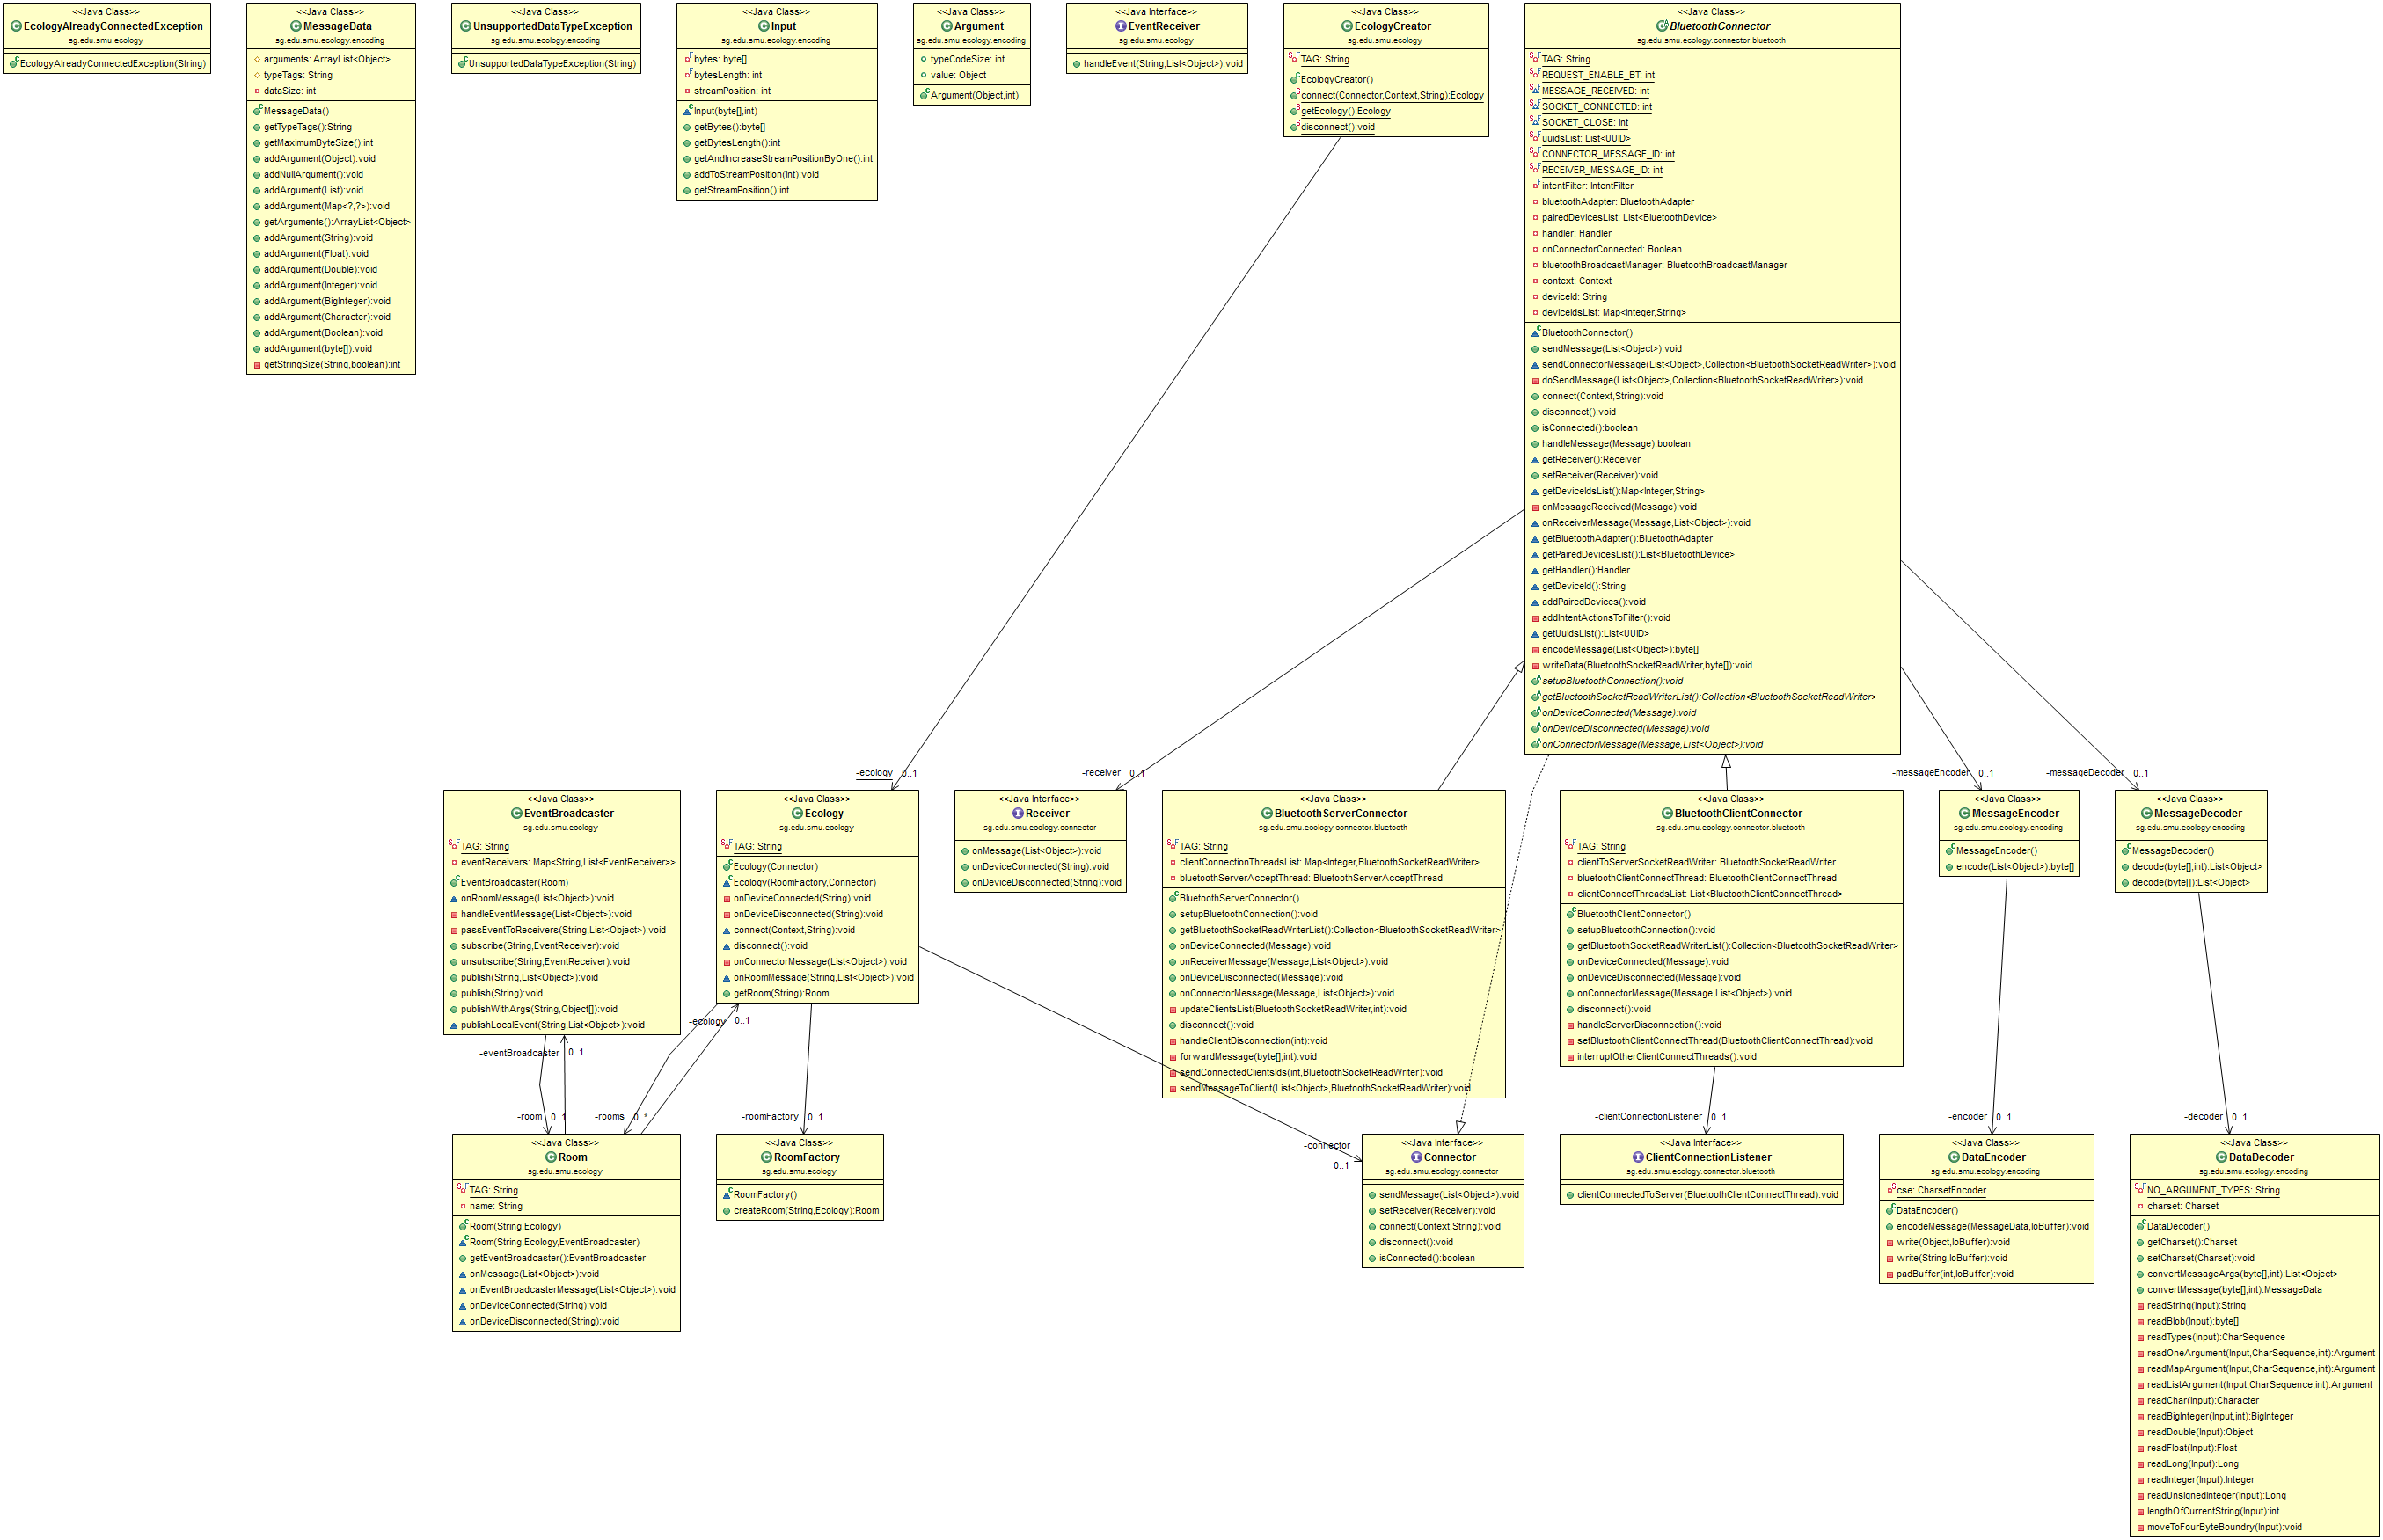 <<Java Class>>
EcologyAlreadyConnectedException
sg.edu.smu.ecology
EcologyAlreadyConnectedException(String)
<<Java Class>>
MessageData
sg.edu.smu.ecology.encoding
arguments: ArrayList<Object>
typeTags: String
dataSize: int
MessageData()
getTypeTags():String
getMaximumByteSize():int
addArgument(Object):void
addNullArgument():void
addArgument(List):void
addArgument(Map<?,?>):void
getArguments():ArrayList<Object>
addArgument(String):void
addArgument(Float):void
addArgument(Double):void
addArgument(Integer):void
addArgument(BigInteger):void
addArgument(Character):void
addArgument(Boolean):void
addArgument(byte[]):void
getStringSize(String,boolean):int
<<Java Class>>
UnsupportedDataTypeException
sg.edu.smu.ecology.encoding
UnsupportedDataTypeException(String)
<<Java Class>>
Input
sg.edu.smu.ecology.encoding
bytes: byte[]
bytesLength: int
streamPosition: int
Input(byte[],int)
getBytes():byte[]
getBytesLength():int
getAndIncreaseStreamPositionByOne():int
addToStreamPosition(int):void
getStreamPosition():int
<<Java Class>>
Argument
sg.edu.smu.ecology.encoding
typeCodeSize: int
value: Object
Argument(Object,int)
<<Java Interface>>
EventReceiver
sg.edu.smu.ecology
handleEvent(String,List<Object>):void
<<Java Class>>
EcologyCreator
sg.edu.smu.ecology
TAG: String
EcologyCreator()
connect(Connector,Context,String):Ecology
getEcology():Ecology
disconnect():void
<<Java Class>>
BluetoothConnector
sg.edu.smu.ecology.connector.bluetooth
TAG: String
REQUEST_ENABLE_BT: int
MESSAGE_RECEIVED: int
SOCKET_CONNECTED: int
SOCKET_CLOSE: int
uuidsList: List<UUID>
CONNECTOR_MESSAGE_ID: int
RECEIVER_MESSAGE_ID: int
intentFilter: IntentFilter
bluetoothAdapter: BluetoothAdapter
pairedDevicesList: List<BluetoothDevice>
handler: Handler
onConnectorConnected: Boolean
bluetoothBroadcastManager: BluetoothBroadcastManager
context: Context
deviceId: String
deviceIdsList: Map<Integer,String>
BluetoothConnector()
sendMessage(List<Object>):void
sendConnectorMessage(List<Object>,Collection<BluetoothSocketReadWriter>):void
doSendMessage(List<Object>,Collection<BluetoothSocketReadWriter>):void
connect(Context,String):void
disconnect():void
isConnected():boolean
handleMessage(Message):boolean
getReceiver():Receiver
setReceiver(Receiver):void
getDeviceIdsList():Map<Integer,String>
onMessageReceived(Message):void
onReceiverMessage(Message,List<Object>):void
getBluetoothAdapter():BluetoothAdapter
getPairedDevicesList():List<BluetoothDevice>
getHandler():Handler
getDeviceId():String
addPairedDevices():void
addIntentActionsToFilter():void
getUuidsList():List<UUID>
encodeMessage(List<Object>):byte[]
writeData(BluetoothSocketReadWriter,byte[]):void
setupBluetoothConnection():void
getBluetoothSocketReadWriterList():Collection<BluetoothSocketReadWriter>
onDeviceConnected(Message):void
onDeviceDisconnected(Message):void
onConnectorMessage(Message,List<Object>):void
-ecology 0..1
-receiver 0..1
-messageEncoder 0..1
-messageDecoder 0..1
<<Java Class>>
EventBroadcaster
sg.edu.smu.ecology
TAG: String
eventReceivers: Map<String,List<EventReceiver>>
EventBroadcaster(Room)
onRoomMessage(List<Object>):void
handleEventMessage(List<Object>):void
passEventToReceivers(String,List<Object>):void
subscribe(String,EventReceiver):void
unsubscribe(String,EventReceiver):void
publish(String,List<Object>):void
publish(String):void
publishWithArgs(String,Object[]):void
publishLocalEvent(String,List<Object>):void
<<Java Class>>
Ecology
sg.edu.smu.ecology
TAG: String
Ecology(Connector)
Ecology(RoomFactory,Connector)
onDeviceConnected(String):void
onDeviceDisconnected(String):void
connect(Context,String):void
disconnect():void
onConnectorMessage(List<Object>):void
onRoomMessage(String,List<Object>):void
getRoom(String):Room
<<Java Interface>>
Receiver
sg.edu.smu.ecology.connector
onMessage(List<Object>):void
onDeviceConnected(String):void
onDeviceDisconnected(String):void
<<Java Class>>
BluetoothServerConnector
sg.edu.smu.ecology.connector.bluetooth
TAG: String
clientConnectionThreadsList: Map<Integer,BluetoothSocketReadWriter>
bluetoothServerAcceptThread: BluetoothServerAcceptThread
BluetoothServerConnector()
setupBluetoothConnection():void
getBluetoothSocketReadWriterList():Collection<BluetoothSocketReadWriter>
onDeviceConnected(Message):void
onReceiverMessage(Message,List<Object>):void
onDeviceDisconnected(Message):void
onConnectorMessage(Message,List<Object>):void
updateClientsList(BluetoothSocketReadWriter,int):void
disconnect():void
handleClientDisconnection(int):void
forwardMessage(byte[],int):void
sendConnectedClientsIds(int,BluetoothSocketReadWriter):void
sendMessageToClient(List<Object>,BluetoothSocketReadWriter):void
<<Java Class>>
BluetoothClientConnector
sg.edu.smu.ecology.connector.bluetooth
TAG: String
clientToServerSocketReadWriter: BluetoothSocketReadWriter
bluetoothClientConnectThread: BluetoothClientConnectThread
clientConnectThreadsList: List<BluetoothClientConnectThread>
BluetoothClientConnector()
setupBluetoothConnection():void
getBluetoothSocketReadWriterList():Collection<BluetoothSocketReadWriter>
onDeviceConnected(Message):void
onDeviceDisconnected(Message):void
onConnectorMessage(Message,List<Object>):void
disconnect():void
handleServerDisconnection():void
setBluetoothClientConnectThread(BluetoothClientConnectThread):void
interruptOtherClientConnectThreads():void
<<Java Class>>
MessageEncoder
sg.edu.smu.ecology.encoding
MessageEncoder()
encode(List<Object>):byte[]
<<Java Class>>
MessageDecoder
sg.edu.smu.ecology.encoding
MessageDecoder()
decode(byte[],int):List<Object>
decode(byte[]):List<Object>
-eventBroadcaster 0..1
-ecology 0..1
-room 0..1
-rooms 0..*
-roomFactory 0..1
-connector
0..1
-clientConnectionListener 0..1
-encoder 0..1
-decoder 0..1
<<Java Class>>
Room
sg.edu.smu.ecology
TAG: String
name: String
Room(String,Ecology)
Room(String,Ecology,EventBroadcaster)
getEventBroadcaster():EventBroadcaster
onMessage(List<Object>):void
onEventBroadcasterMessage(List<Object>):void
onDeviceConnected(String):void
onDeviceDisconnected(String):void
<<Java Class>>
RoomFactory
sg.edu.smu.ecology
RoomFactory()
createRoom(String,Ecology):Room
<<Java Interface>>
Connector
sg.edu.smu.ecology.connector
sendMessage(List<Object>):void
setReceiver(Receiver):void
connect(Context,String):void
disconnect():void
isConnected():boolean
<<Java Interface>>
ClientConnectionListener
sg.edu.smu.ecology.connector.bluetooth
clientConnectedToServer(BluetoothClientConnectThread):void
<<Java Class>>
DataEncoder
sg.edu.smu.ecology.encoding
cse: CharsetEncoder
DataEncoder()
encodeMessage(MessageData,IoBuffer):void
write(Object,IoBuffer):void
write(String,IoBuffer):void
padBuffer(int,IoBuffer):void
<<Java Class>>
DataDecoder
sg.edu.smu.ecology.encoding
NO_ARGUMENT_TYPES: String
charset: Charset
DataDecoder()
getCharset():Charset
setCharset(Charset):void
convertMessageArgs(byte[],int):List<Object>
convertMessage(byte[],int):MessageData
readString(Input):String
readBlob(Input):byte[]
readTypes(Input):CharSequence
readOneArgument(Input,CharSequence,int):Argument
readMapArgument(Input,CharSequence,int):Argument
readListArgument(Input,CharSequence,int):Argument
readChar(Input):Character
readBigInteger(Input,int):BigInteger
readDouble(Input):Object
readFloat(Input):Float
readLong(Input):Long
readInteger(Input):Integer
readUnsignedInteger(Input):Long
lengthOfCurrentString(Input):int
moveToFourByteBoundry(Input):void